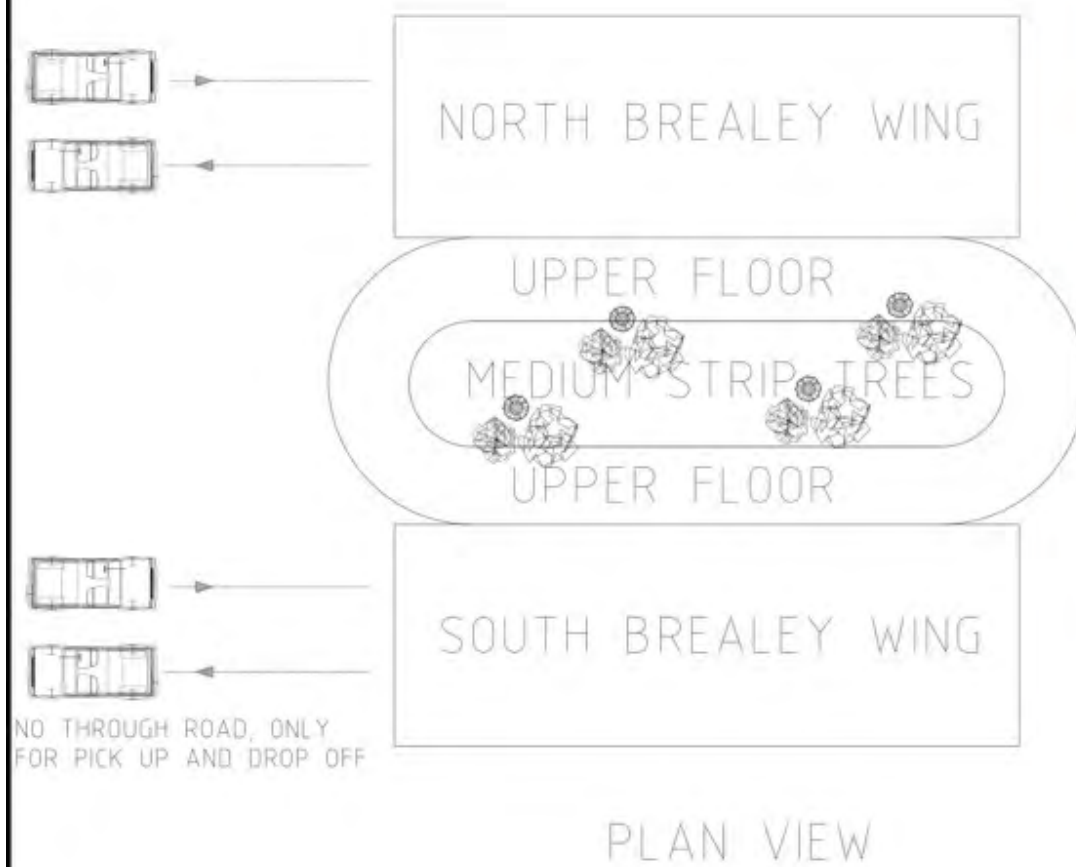 NORTH BREALEY WING
UPPER FLOOR
MEDIUM STRIP TREES
UPPER FLOOR
SOUTH BREALEY WING
NO THROUGH ROAD, ONLY
FOR PICK UP AND DROP OFF
PLAN VIEW